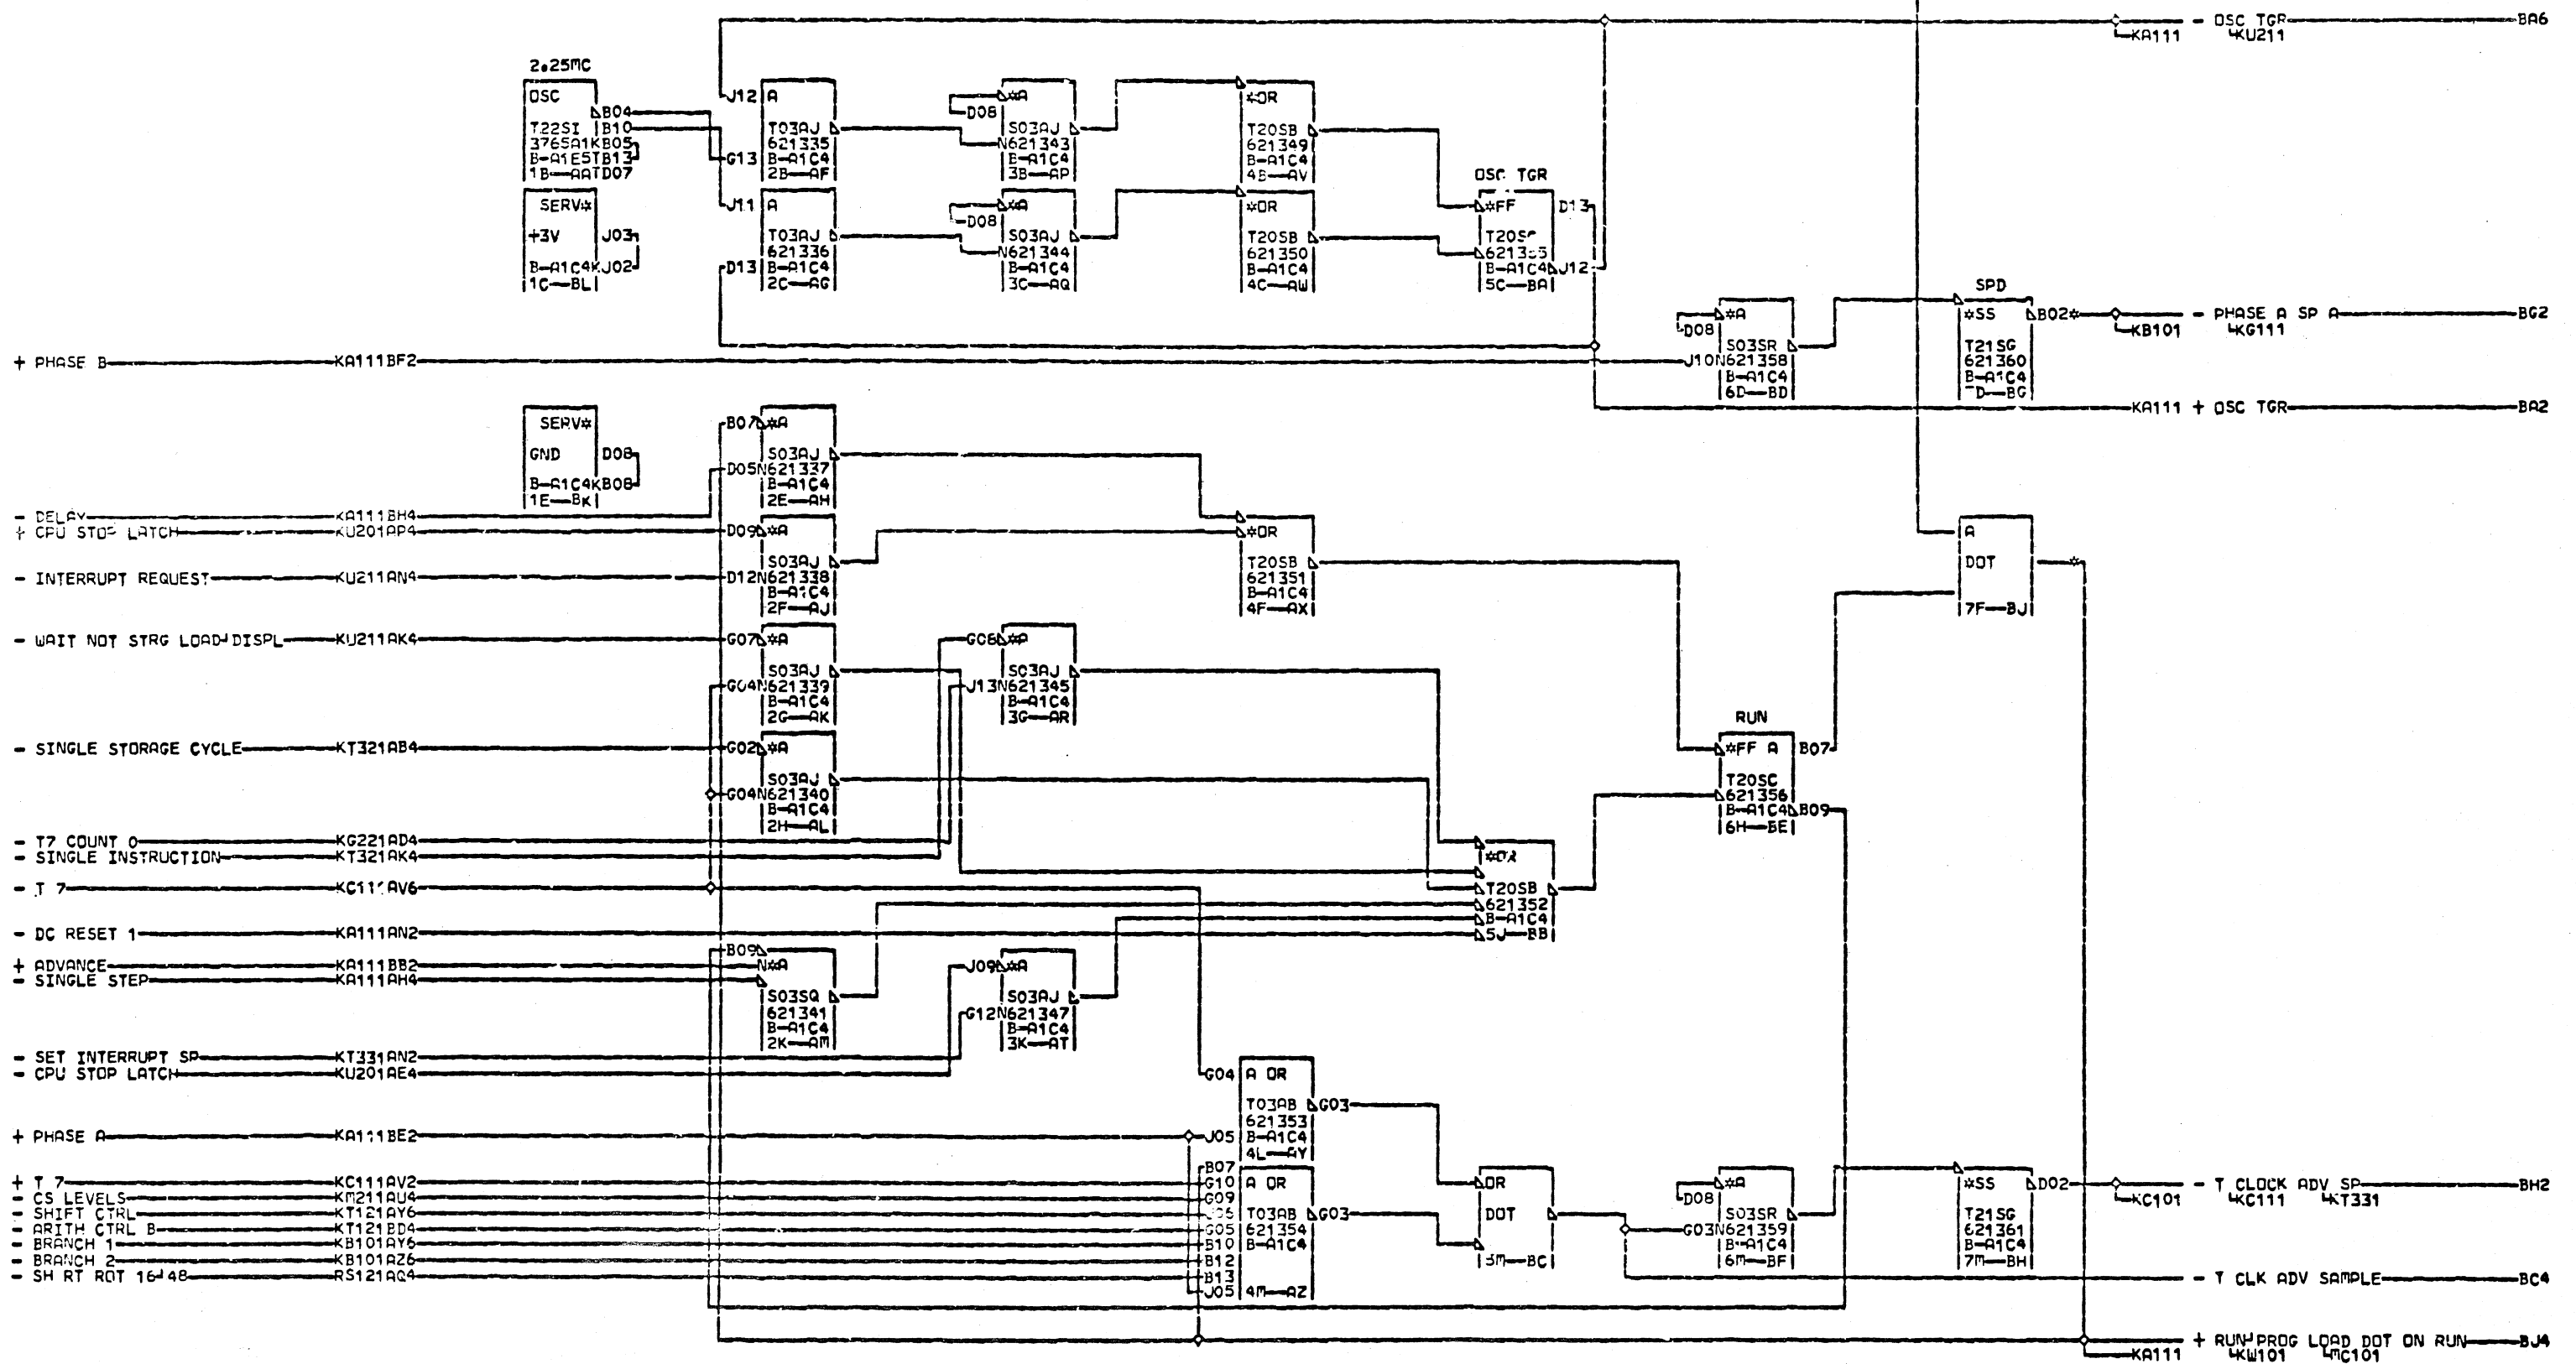 - OSC TGR BA6
KA111 KU211
2.25MC
OSC
B04
T22SI B10
3765A1KB05
B-A1E5TB13
1B--AATD07
J12 A
T03AJ
621335
G13 B-A1C4
2B--AF
*A
D08
S03AJ
N621343
B-A1C4
3B--AP
*OR
T20SB
621349
B-A1C4
4B--AV
SERV*
+3V J03
B-A1C4KJ02
1C--BL
J11 A
T03AJ
621336
D13 B-A1C4
2C--AG
*A
D08
S03AJ
N621344
B-A1C4
3C--AQ
*OR
T20SB
621350
B-A1C4
4C--AW
OSC TGR
*FF D13
B-A1C4 J12
5C--BA
*A
D08
S03SR
J10N621358
B-A1C4
6D--BD
SPD
*SS B02*
T21SG
621360
B-A1C4
D--BG
- PHASE A SP A BG2
KB101 KG111
+ PHASE B KA111BF2
KA111 + OSC TGR BA2
SERV*
GND D08
B-A1C4KB08
1E--BK
B07 *A
S03AJ
D05N621337
B-A1C4
2E--AH
- DELAY KA111BH4
+ CPU STOP LATCH KU201AP4
D09 *A
S03AJ
D12N621338
B-A1C4
2F--AJ
*OR
T20SB
621351
B-A1C4
4F--AX
A
DOT
7F--BJ
- INTERRUPT REQUEST KU211AN4
- WAIT NOT STRG LOAD DISPL KU211AK4
G07 *A
S03AJ
G04N621339
B-A1C4
2G--AK
G08 *A
S03AJ
J13N621345
B-A1C4
3G--AR
RUN
*FF A B07
T20SC
621356
B-A1C4 B09
6H--BE
- SINGLE STORAGE CYCLE KT321AB4
G02 *A
S03AJ
G04N621340
B-A1C4
2H--AL
- T7 COUNT 0 KG221AD4
- SINGLE INSTRUCTION KT321AK4
- T 7 KC111AV6
*OR
T20SB
621352
B-A1C4
5J--BB
- DC RESET 1 KA111AN2
+ ADVANCE KA111BB2
- SINGLE STEP KA111AH4
B09
N*A
S03SQ
621341
B-A1C4
2K--AM
J09 *A
S03AJ
G12N621347
B-A1C4
3K--AT
- SET INTERRUPT SP KT331AN2
- CPU STOP LATCH KU201AE4
G04 A OR
T03AB G03
621353
J05 B-A1C4
4L--AY
+ PHASE A KA111BE2
+ T 7 KC111AV2
- CS LEVELS KM211AU4
- SHIFT CTRL KT121AY6
- ARITH CTRL B KT121BD4
- BRANCH 1 KB101AY6
- BRANCH 2 KB101AZ6
- SH RT ROT 16 48 RS121AQ4
B07
G10 A OR
G09
T03AB G03
G05 621354
B10 B-A1C4
B12
B13
J05 4M--AZ
OR
DOT
5M--BC
*A
D08
S03SR
G03N621359
B-A1C4
6M--BF
*SS D02
T21SG
621361
B-A1C4
7M--BH
- T CLOCK ADV SP BH2
KC101 KC111 KT331
- T CLK ADV SAMPLE BC4
+ RUN PROG LOAD DOT ON RUN BJ4
KA111 KW101 MC101